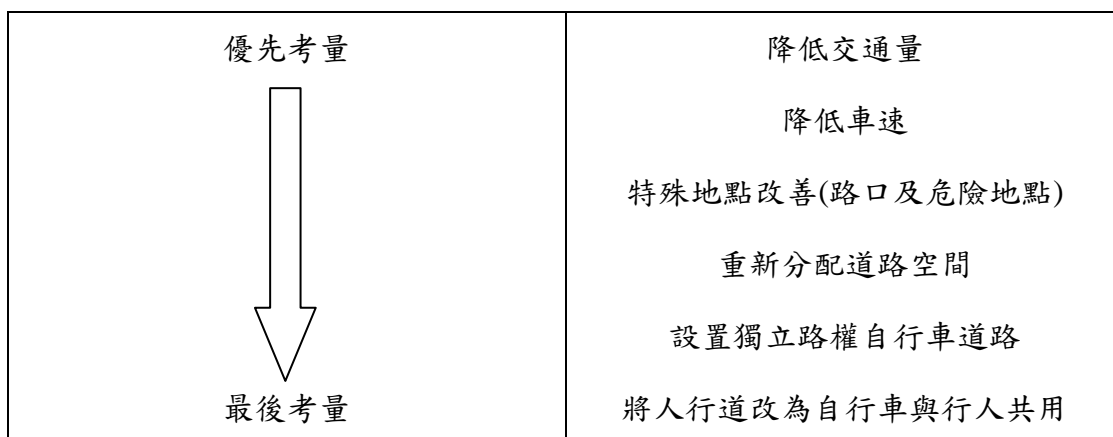 優先考量
降低交通量
降低車速
特殊地點改善(路口及危險地點)
重新分配道路空間
設置獨立路權自行車道路
最後考量
將人行道改為自行車與行人共用